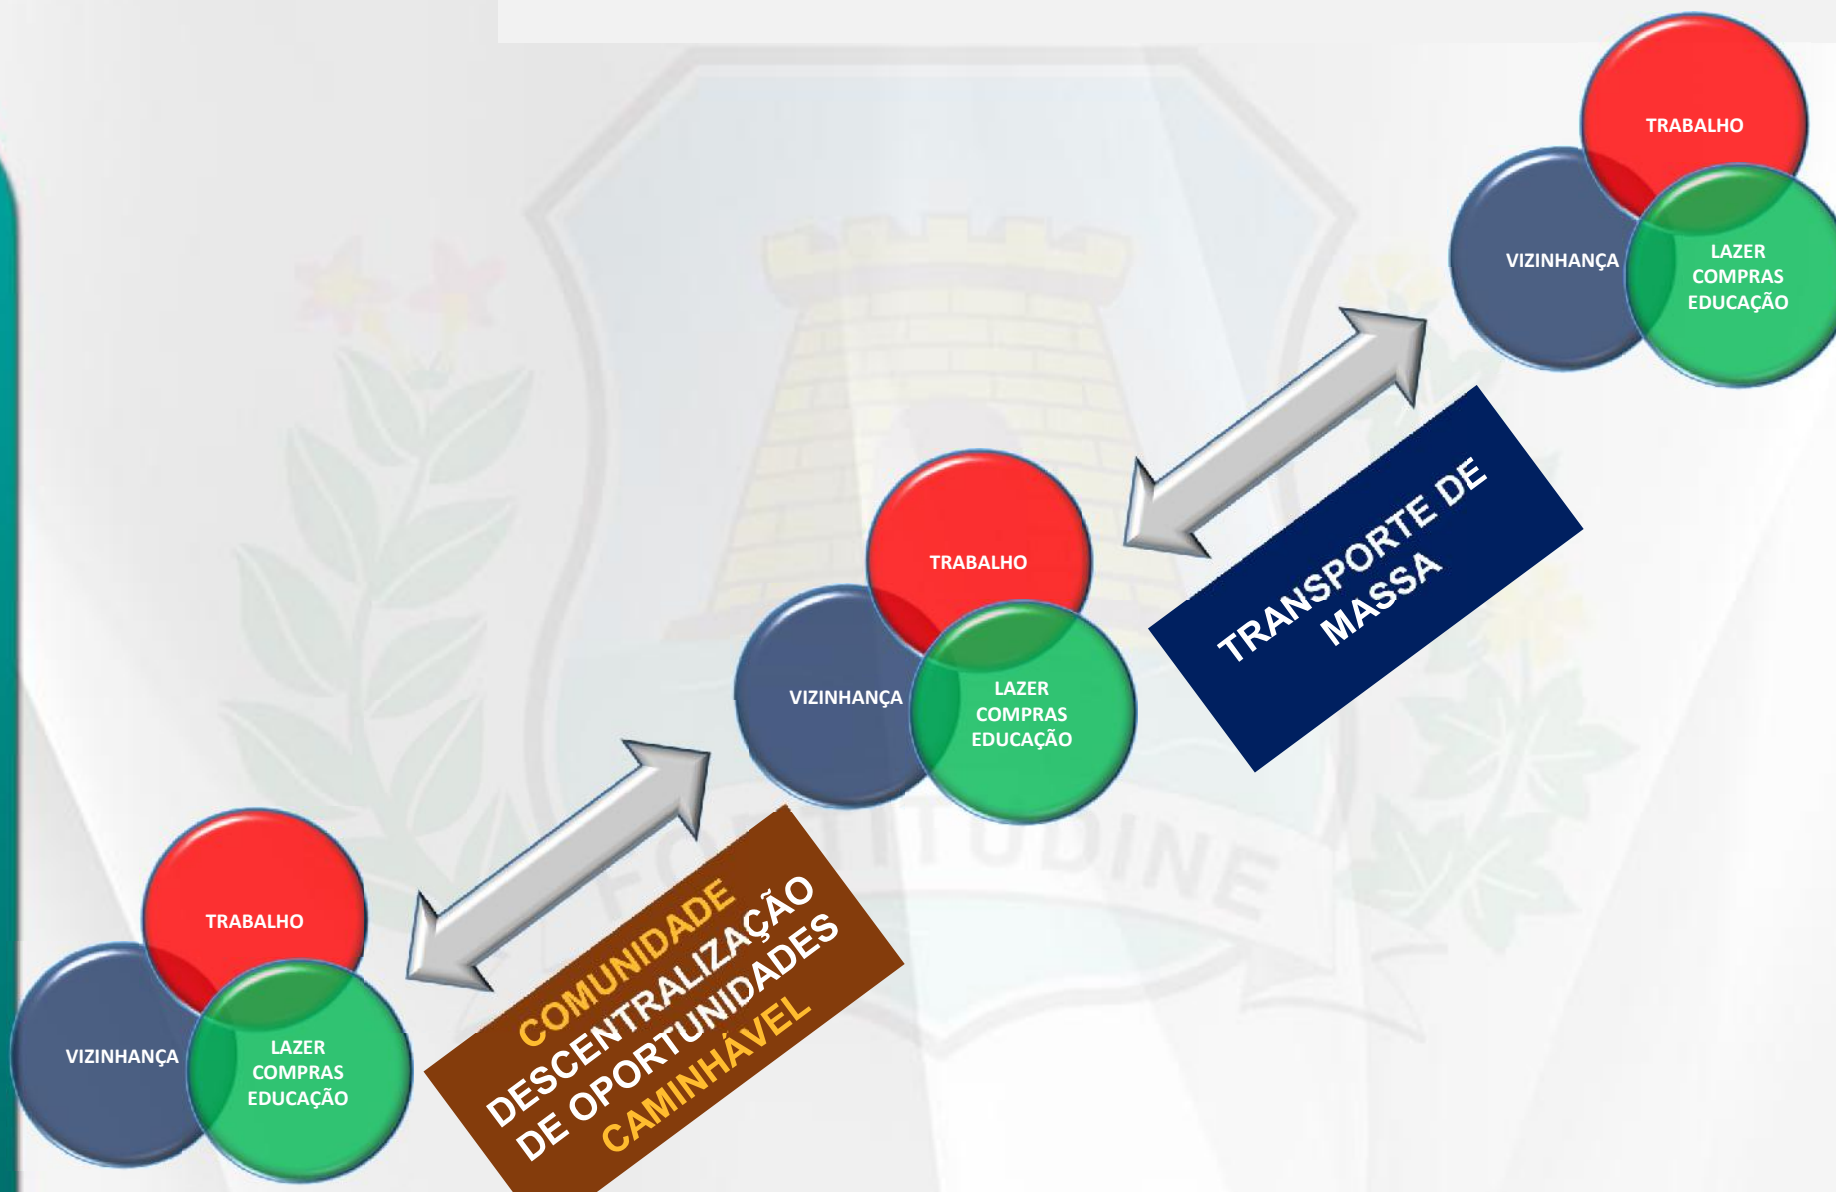 TRABALHO
VIZINHANÇA
LAZER
COMPRAS
EDUCAÇÃO
TRANSPORTE DE
MASSA
TRABALHO
VIZINHANÇA
LAZER
COMPRAS
EDUCAÇÃO
COMUNIDADE
DESCENTRALIZAÇÃO
DE OPORTUNIDADES
CAMINHÁVEL
TRABALHO
VIZINHANÇA
LAZER
COMPRAS
EDUCAÇÃO
FORTITUDINE